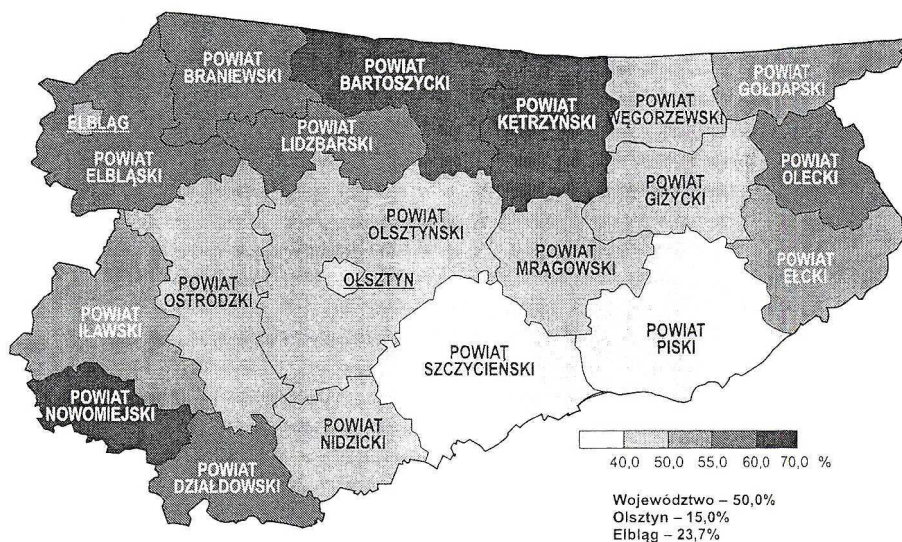 POWIAT
BRANIEWSKI
POWIAT
BARTOSZYCKI
POWIAT
GOŁDAPSKI
POWIAT
KĘTRZYŃSKI
POWIAT
WĘGORZEWSKI
ELBLĄG
POWIAT
LIDZBARSKI
POWIAT
ELBLĄSKI
POWIAT
OLECKI
POWIAT
GIŻYCKI
POWIAT
OLSZTYŃSKI
POWIAT
MRĄGOWSKI
POWIAT
EŁCKI
POWIAT
OSTRÓDZKI
OLSZTYN
POWIAT
IŁAWSKI
POWIAT
PISKI
POWIAT
SZCZYCIEŃSKI
POWIAT
NOWOMIEJSKI
POWIAT
NIDZICKI
POWIAT
DZIAŁDOWSKI
40,0 50,0 55,0 60,0 70,0 %
Województwo – 50,0%
Olsztyn – 15,0%
Elbląg – 23,7%